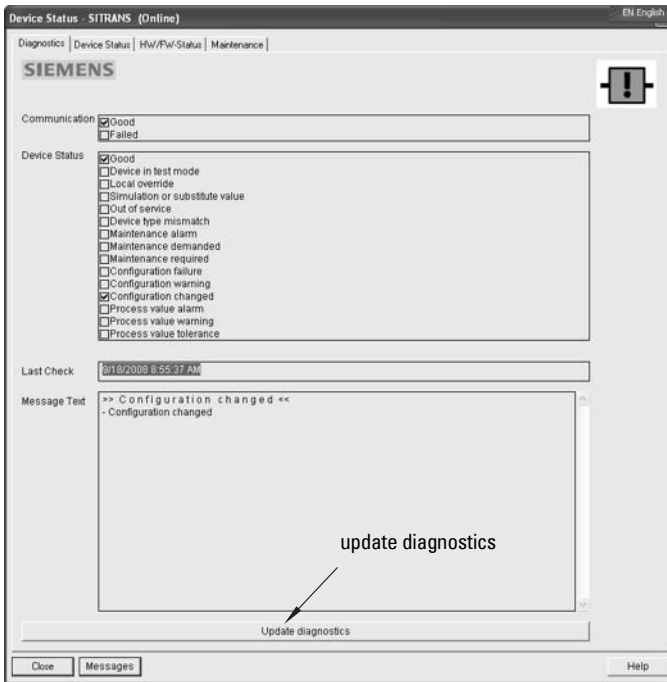 Device Status - SITRANS (Online)
EN English
Diagnostics Device Status HW/FW-Status Maintenance
SIEMENS
Communication
Good
Failed
Device Status
Good
Device in test mode
Local override
Simulation or substitute value
Out of service
Device type mismatch
Maintenance alarm
Maintenance demanded
Maintenance required
Configuration failure
Configuration warning
Configuration changed
Process value alarm
Process value warning
Process value tolerance
Last Check
9/18/2008 8:55:37 AM
Message Text
>> Configuration changed <<
- Configuration changed
update diagnostics
Update diagnostics
Close Messages Help